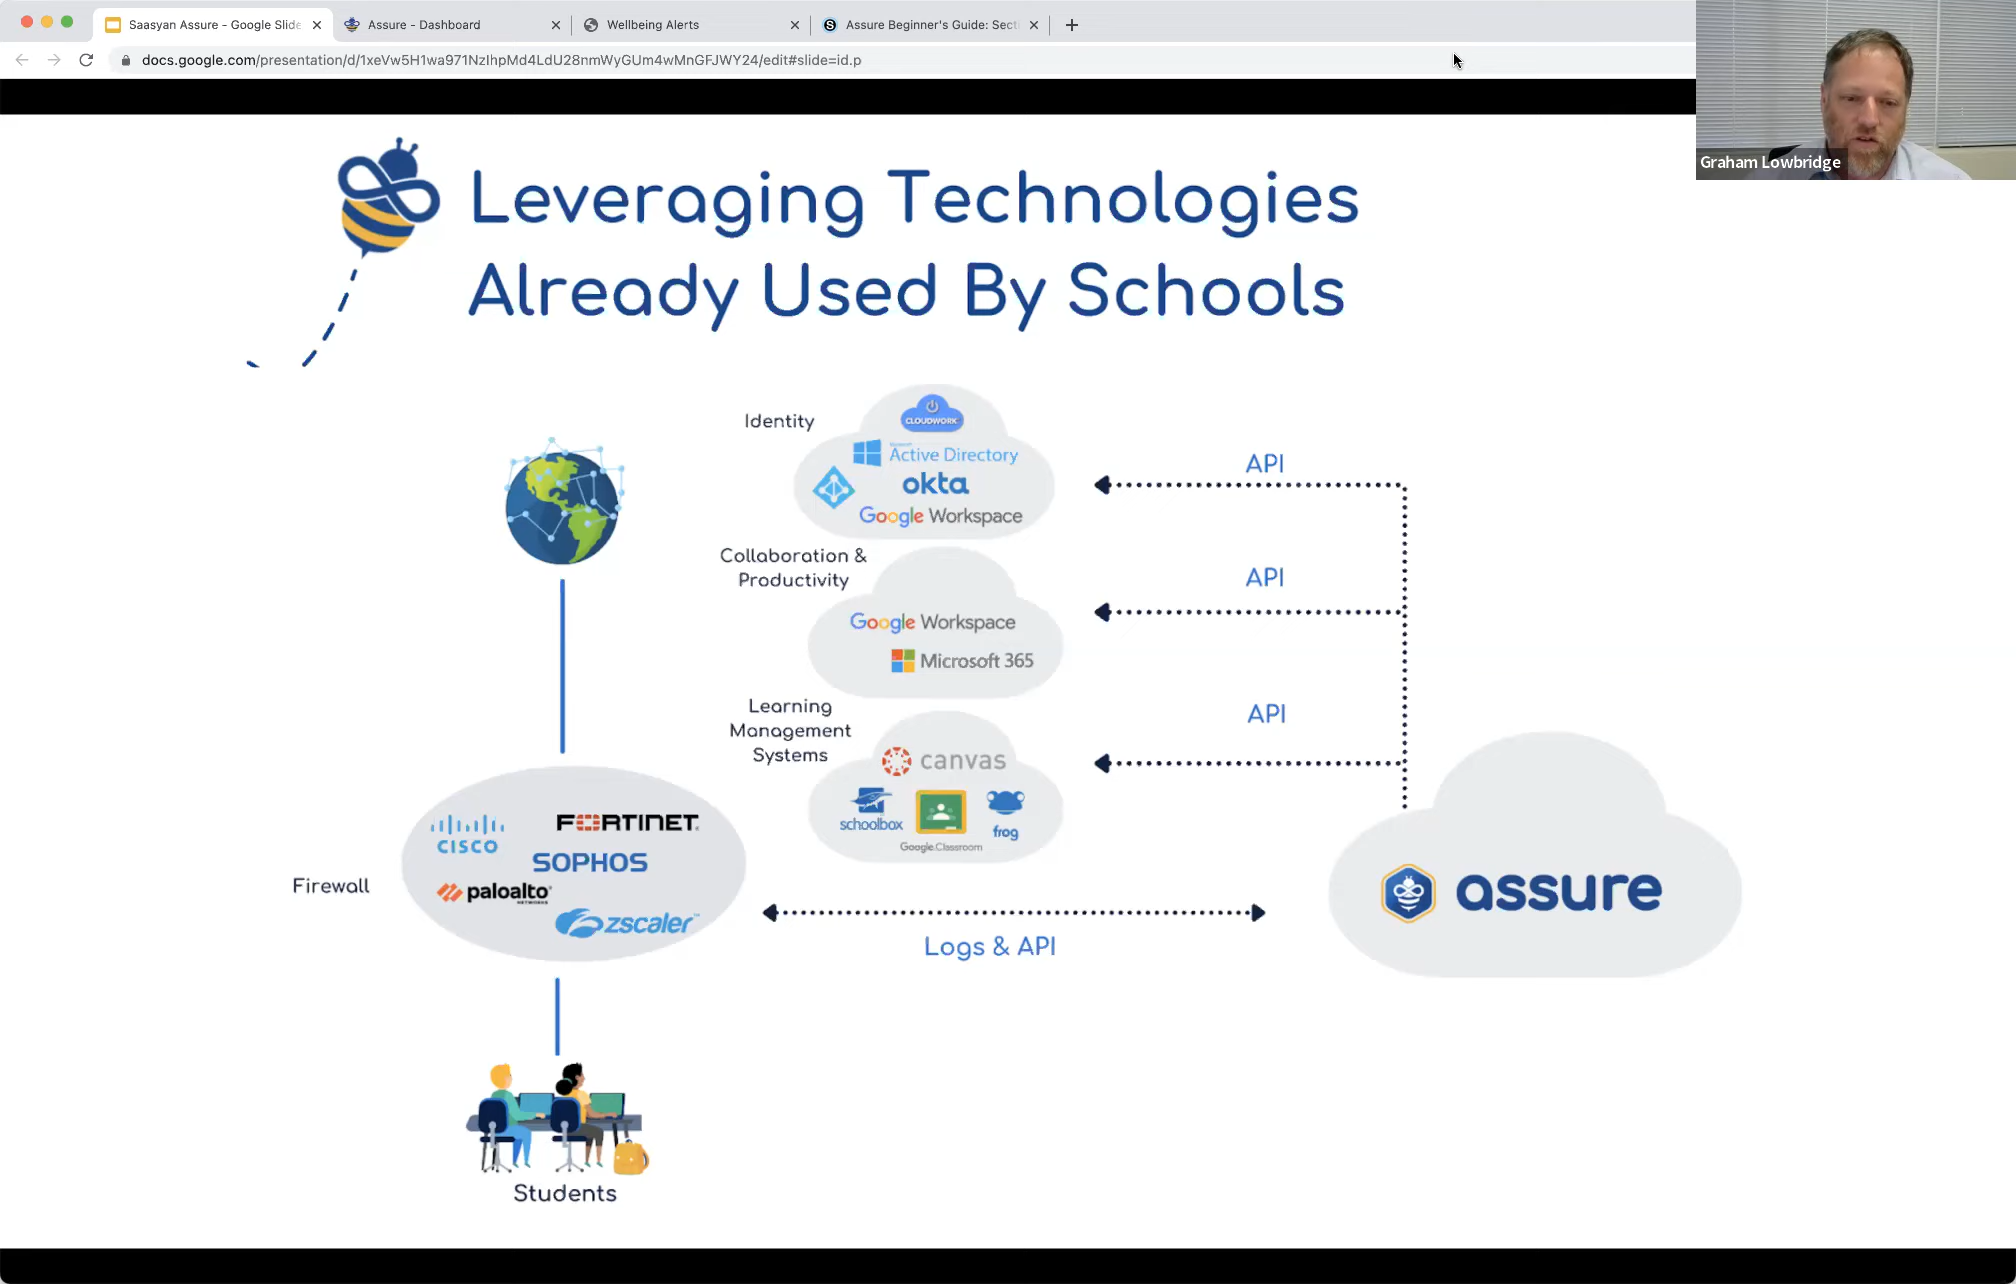 Saasyan Assure - Google Slide
Assure - Dashboard
Wellbeing Alerts
Assure Beginner's Guide: Secti
docs.google.com/presentation/d/1xeVw5H1wa971NzIhpMd4LdU28nmWyGUm4wMnGFJWY24/edit#slide=id.p
Graham Lowbridge
Leveraging Technologies
Already Used By Schools
Identity
CLOUDWORK
Active Directory
okta
Google Workspace
API
Collaboration &
Productivity
Google Workspace
Microsoft 365
API
Learning
Management
Systems
canvas
schoolbox
frog
Google Classroom
API
Firewall
CISCO
FORTINET
SOPHOS
paloalto
NETWORKS
zscaler™
Logs & API
assure
Students